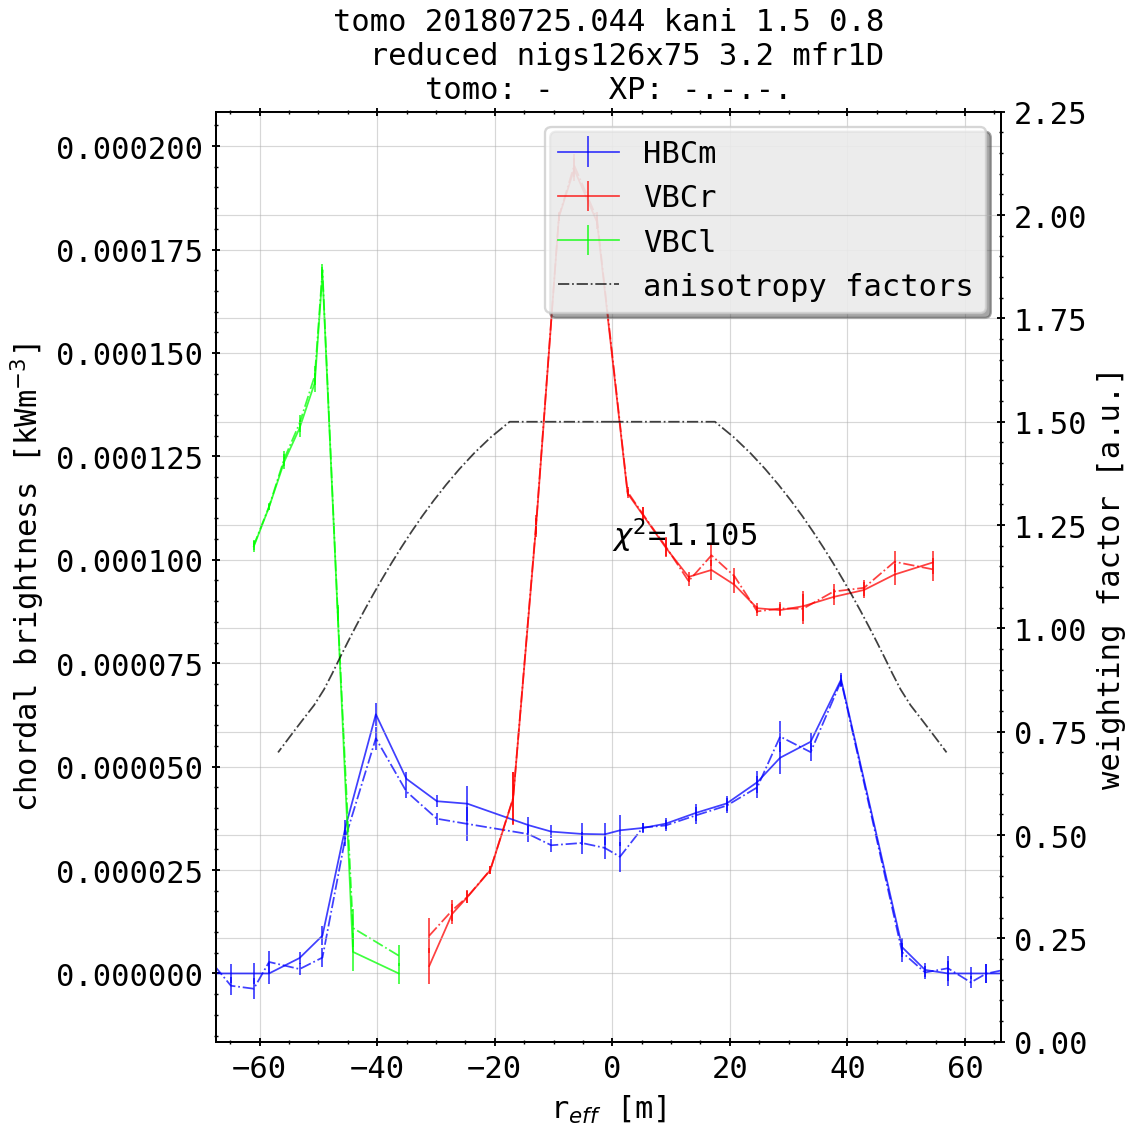 tomo 20180725.044 kani 1.5 0.8
reduced nigs126x75 3.2 mfr1D
tomo: -   XP: -.-.-.
HBCm
VBCr
VBCl
anisotropy factors
χ²=1.105
chordal brightness [kWm⁻³]
0.000200
0.000175
0.000150
0.000125
0.000100
0.000075
0.000050
0.000025
0.000000
2.25
2.00
1.75
1.50
1.25
1.00
0.75
0.50
0.25
0.00
weighting factor [a.u.]
−60 −40 −20 0 20 40 60
r_eff [m]